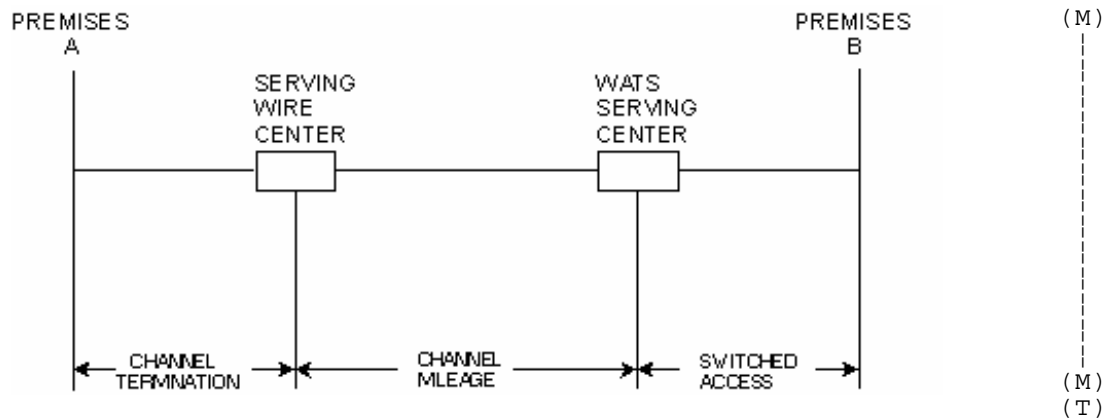 PREMISES
A
PREMISES
B
(M)
SERVING
WIRE
CENTER
WATS
SERVING
CENTER
CHANNEL
TERMINATION
CHANNEL
MILEAGE
SWITCHED
ACCESS
(M)
(T)